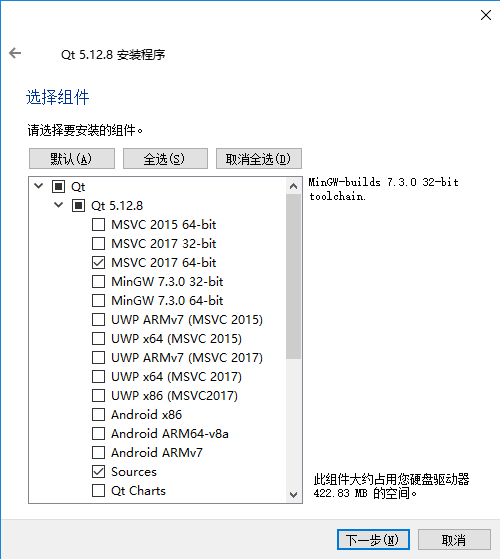 Qt 5.12.8 安装程序
选择组件
请选择要安装的组件。
默认(A)
全选(S)
取消全选(D)
Qt
Qt 5.12.8
MSVC 2015 64-bit
MSVC 2017 32-bit
MSVC 2017 64-bit
MinGW 7.3.0 32-bit
MinGW 7.3.0 64-bit
UWP ARMv7 (MSVC 2015)
UWP x64 (MSVC 2015)
UWP ARMv7 (MSVC 2017)
UWP x64 (MSVC 2017)
UWP x86 (MSVC2017)
Android x86
Android ARM64-v8a
Android ARMv7
Sources
Qt Charts
MinGW-builds 7.3.0 32-bit
toolchain.
此组件大约占用您硬盘驱动器
422.83 MB 的空间。
下一步(N)
取消